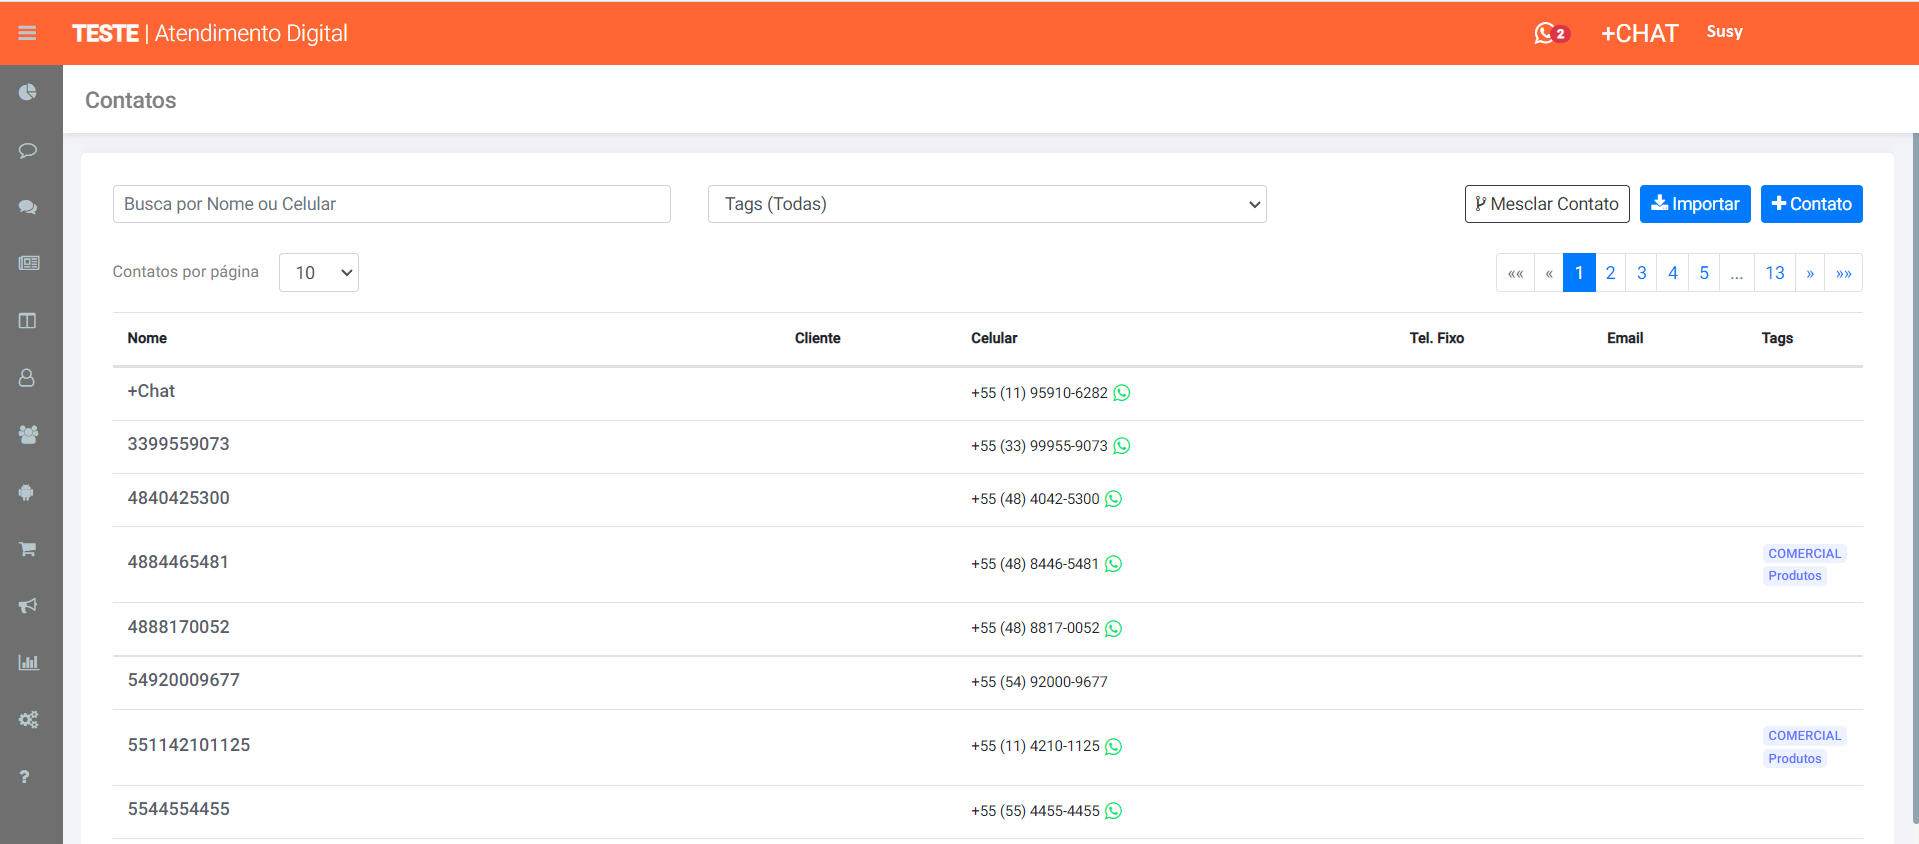 TESTE | Atendimento Digital
2
+CHAT
Susy
Contatos
Busca por Nome ou Celular
Tags (Todas)
Mesclar Contato
Importar
Contato
Contatos por página
10
«« « 1 2 3 4 5 ... 13 » »»
Nome Cliente Celular Tel. Fixo Email Tags
+Chat +55 (11) 95910-6282
3399559073 +55 (33) 99955-9073
4840425300 +55 (48) 4042-5300
4884465481 +55 (48) 8446-5481 COMERCIAL
Produtos
4888170052 +55 (48) 8817-0052
54920009677 +55 (54) 92000-9677
551142101125 +55 (11) 4210-1125 COMERCIAL
Produtos
5544554455 +55 (55) 4455-4455